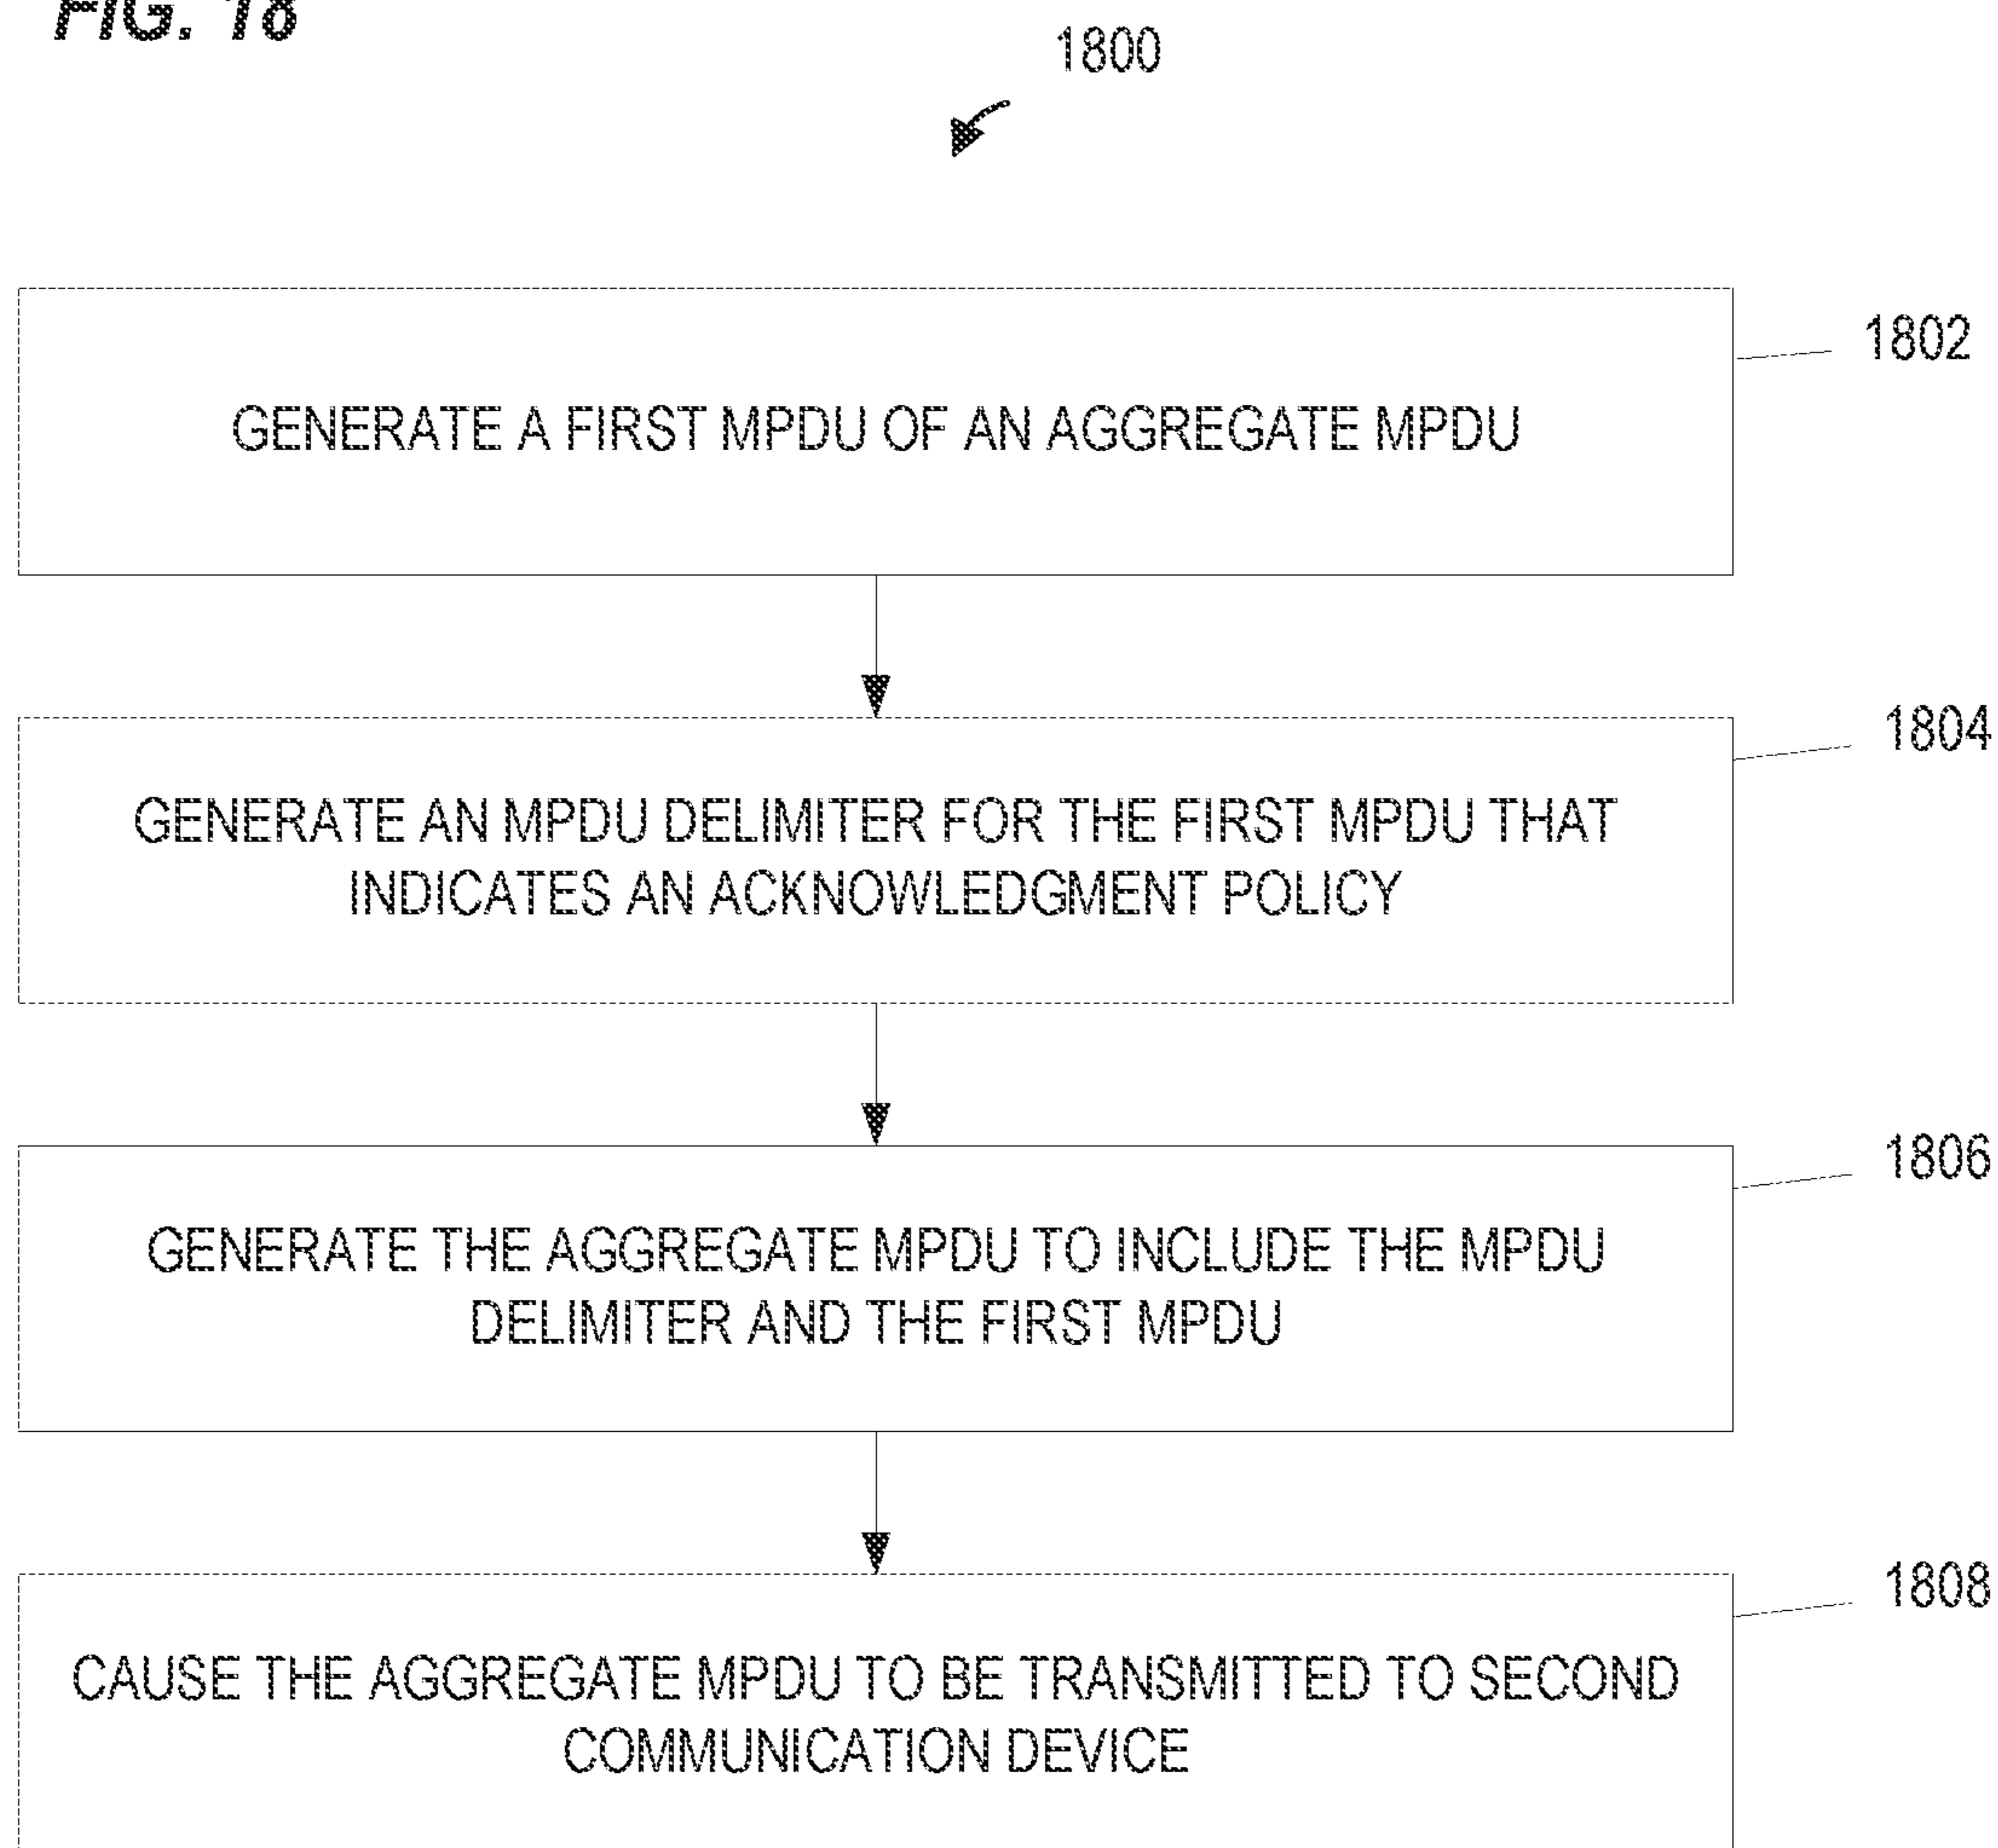 FIG. 18
1800
1802
GENERATE A FIRST MPDU OF AN AGGREGATE MPDU
1804
GENERATE AN MPDU DELIMITER FOR THE FIRST MPDU THAT
INDICATES AN ACKNOWLEDGMENT POLICY
1806
GENERATE THE AGGREGATE MPDU TO INCLUDE THE MPDU
DELIMITER AND THE FIRST MPDU
1808
CAUSE THE AGGREGATE MPDU TO BE TRANSMITTED TO SECOND
COMMUNICATION DEVICE